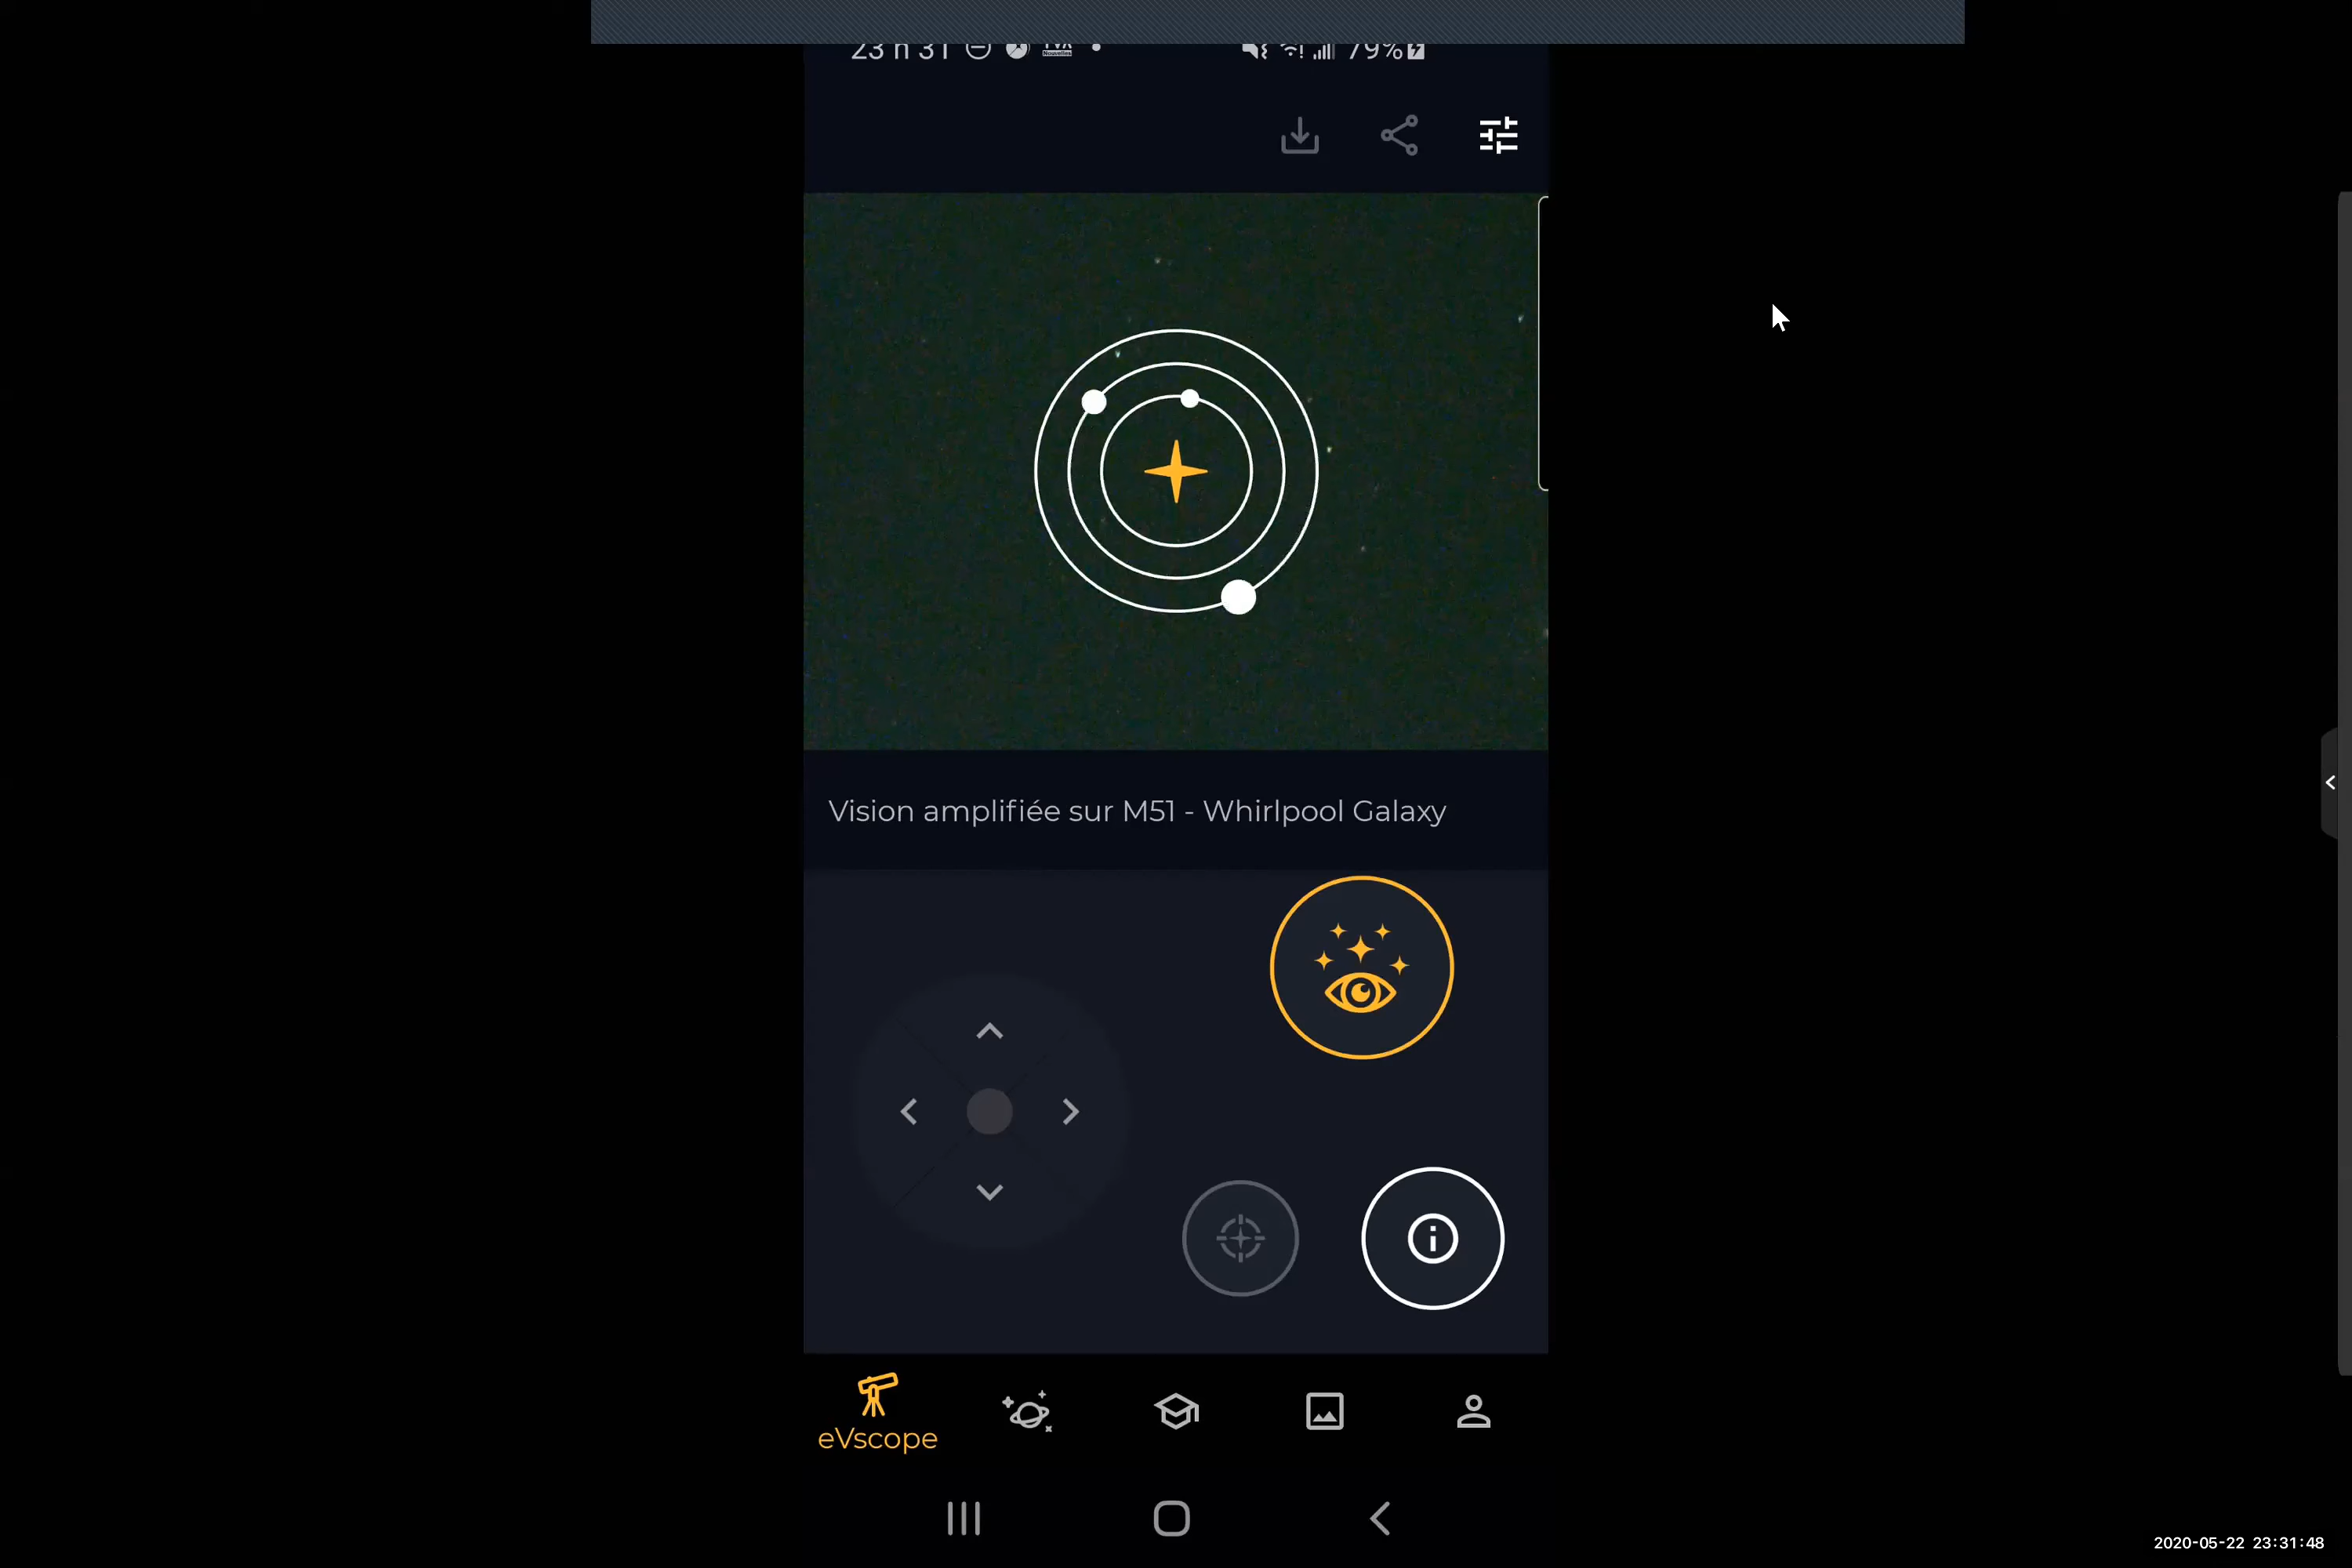 23 h 31
79%
Vision amplifiée sur M51 - Whirlpool Galaxy
eVscope
2020-05-22 23:31:48